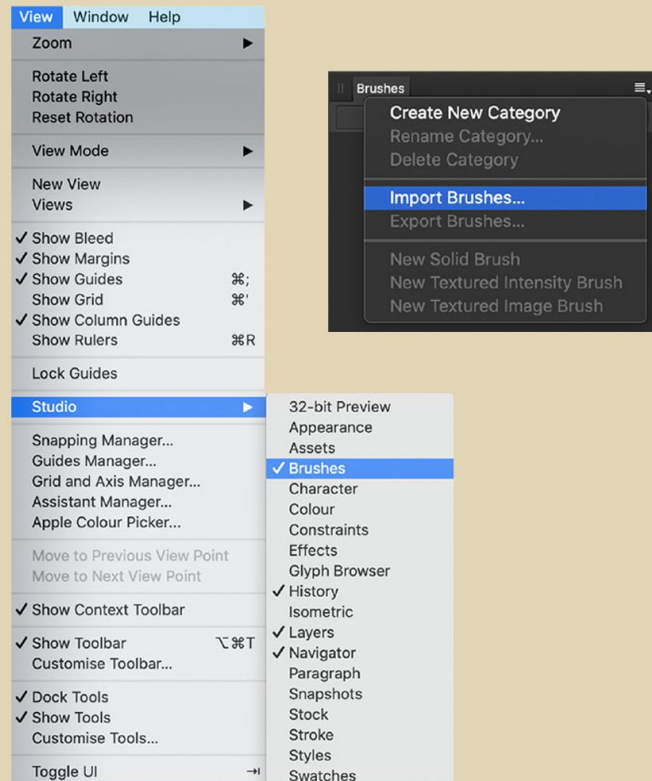 View Window Help
Zoom
Rotate Left
Rotate Right
Reset Rotation
View Mode
New View
Views
✓ Show Bleed
✓ Show Margins
✓ Show Guides ⌘;
Show Grid ⌘'
✓ Show Column Guides
Show Rulers ⌘R
Lock Guides
Studio
Snapping Manager...
Guides Manager...
Grid and Axis Manager...
Assistant Manager...
Apple Colour Picker...
Move to Previous View Point
Move to Next View Point
✓ Show Context Toolbar
✓ Show Toolbar ⌥⌘T
Customise Toolbar...
✓ Dock Tools
✓ Show Tools
Customise Tools...
Toggle UI ⇥
32-bit Preview
Appearance
Assets
✓ Brushes
Character
Colour
Constraints
Effects
Glyph Browser
✓ History
Isometric
✓ Layers
✓ Navigator
Paragraph
Snapshots
Stock
Stroke
Styles
Swatches
Brushes
Create New Category
Rename Category...
Delete Category
Import Brushes...
Export Brushes...
New Solid Brush
New Textured Intensity Brush
New Textured Image Brush